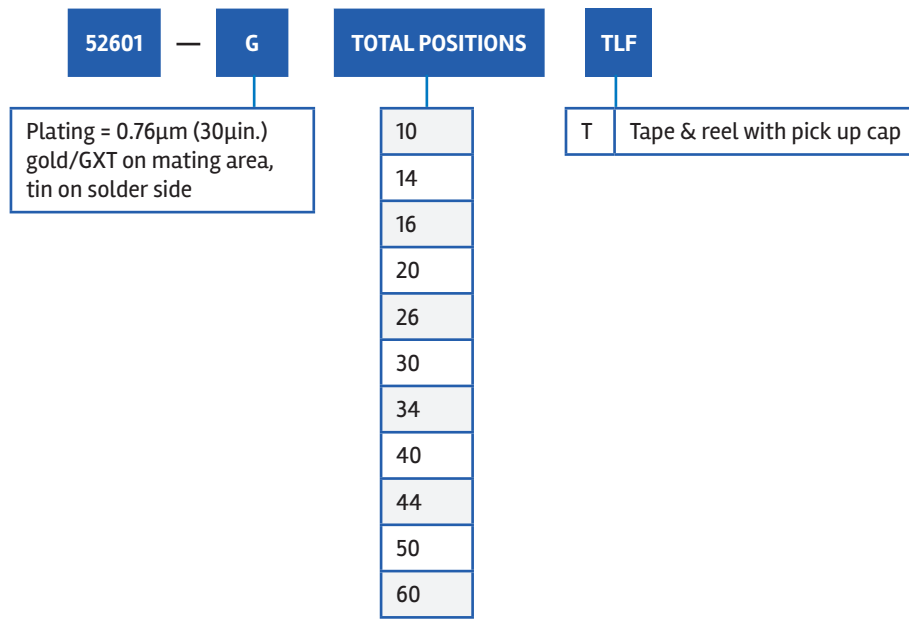 52601 — G TOTAL POSITIONS TLF
Plating = 0.76µm (30µin.)
gold/GXT on mating area,
tin on solder side
10
14
16
20
26
30
34
40
44
50
60
T Tape & reel with pick up cap